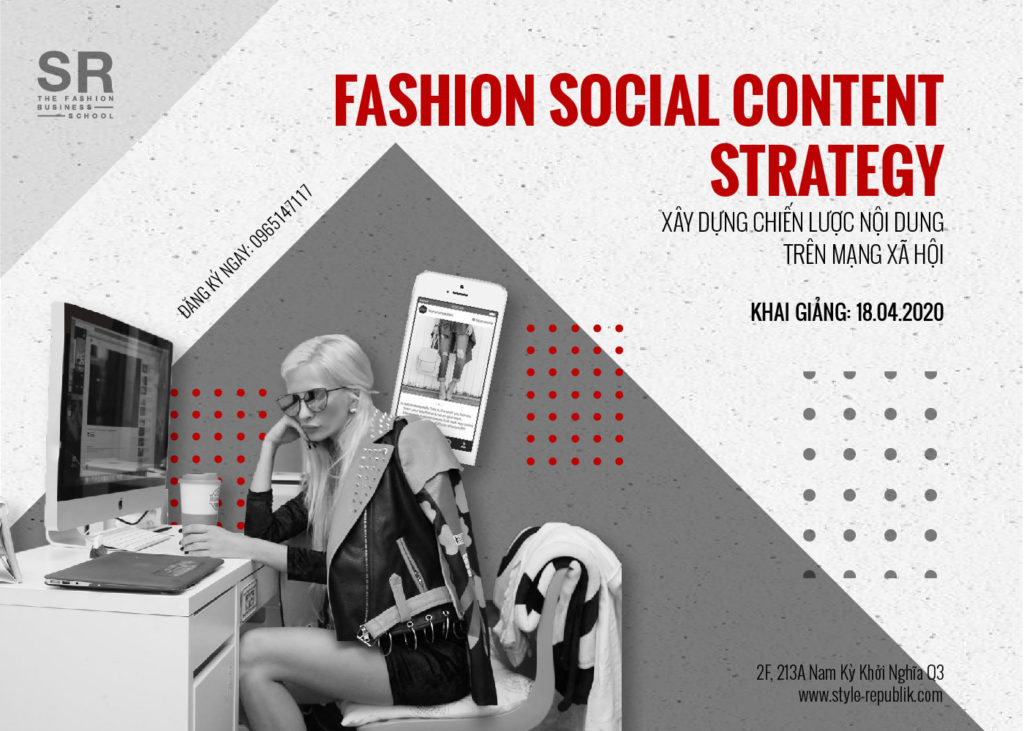 SR
THE FASHION
BUSINESS
SCHOOL
FASHION SOCIAL CONTENT
STRATEGY
XÂY DỰNG CHIẾN LƯỢC NỘI DUNG
TRÊN MẠNG XÃ HỘI
KHAI GIẢNG: 18.04.2020
ĐĂNG KÝ NGAY: 0965147117
2F, 213A Nam Kỳ Khởi Nghĩa Q3
www.style-republik.com